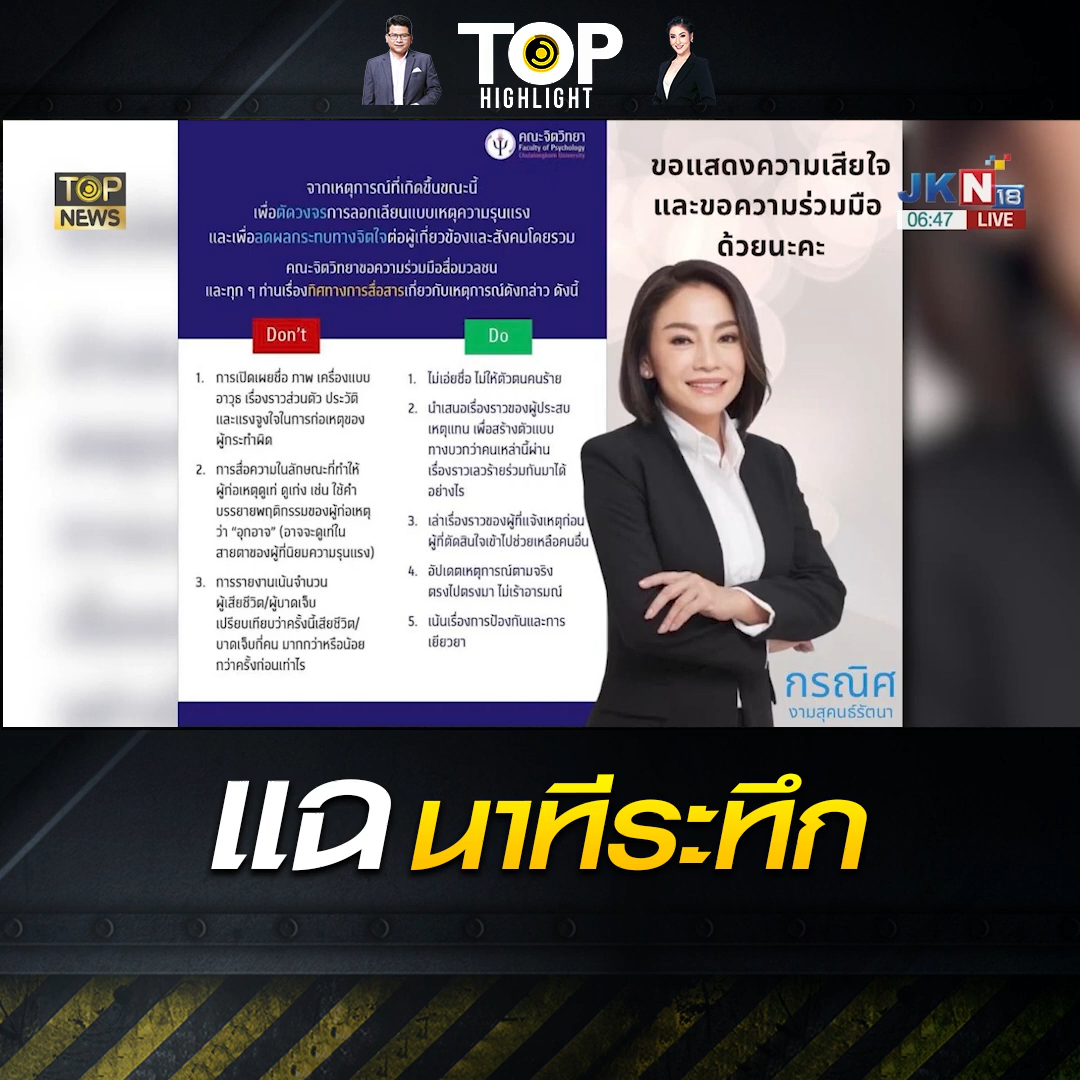 TOP
HIGHLIGHT
TOP
NEWS
คณะจิตวิทยา
Faculty of Psychology
Chulalongkorn University
จากเหตุการณ์ที่เกิดขึ้นขณะนี้
เพื่อตัดวงจรการลอกเลียนแบบเหตุความรุนแรง
และเพื่อลดผลกระทบทางจิตใจต่อผู้เกี่ยวข้องและสังคมโดยรวม
คณะจิตวิทยาขอความร่วมมือสื่อมวลชน
และทุก ๆ ท่านเรื่องทิศทางการสื่อสารเกี่ยวกับเหตุการณ์ดังกล่าว ดังนี้
Don't
1. การเปิดเผยชื่อ ภาพ เครื่องแบบ
อาวุธ เรื่องราวส่วนตัว ประวัติ
และแรงจูงใจในการก่อเหตุของ
ผู้กระทำผิด
2. การสื่อความในลักษณะที่ทำให้
ผู้ก่อเหตุดูเท่ ดูเก่ง เช่น ใช้คำ
บรรยายพฤติกรรมของผู้ก่อเหตุ
ว่า “อุกอาจ” (อาจจะดูเท่ใน
สายตาของผู้ที่นิยมความรุนแรง)
3. การรายงานเน้นจำนวน
ผู้เสียชีวิต/ผู้บาดเจ็บ
เปรียบเทียบว่าครั้งนี้เสียชีวิต/
บาดเจ็บกี่คน มากกว่าหรือน้อย
กว่าครั้งก่อนเท่าไร
Do
1. ไม่เอ่ยชื่อ ไม่ให้ตัวตนคนร้าย
2. นำเสนอเรื่องราวของผู้ประสบ
เหตุแทน เพื่อสร้างตัวแบบ
ทางบวกว่าคนเหล่านี้ผ่าน
เรื่องราวเลวร้ายร่วมกันมาได้
อย่างไร
3. เล่าเรื่องราวของผู้ที่แจ้งเหตุก่อน
ผู้ที่ตัดสินใจเข้าไปช่วยเหลือคนอื่น
4. อัปเดตเหตุการณ์ตามจริง
ตรงไปตรงมา ไม่เร้าอารมณ์
5. เน้นเรื่องการป้องกันและการ
เยียวยา
ขอแสดงความเสียใจ
และขอความร่วมมือ
ด้วยนะคะ
JKN18
06:47 LIVE
กรณิศ
งามสุคนธ์รัตนา
แฉ นาทีระทึก